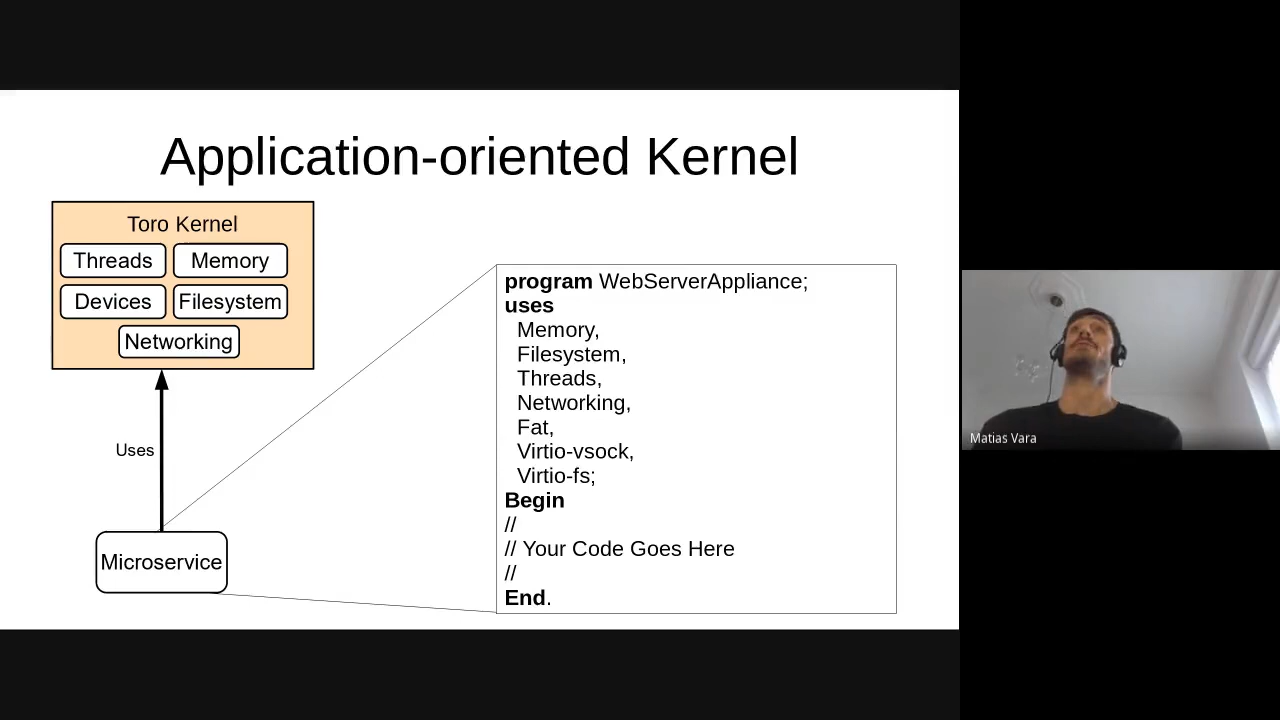 Application-oriented Kernel
Toro Kernel
Threads
Memory
Devices
Filesystem
Networking
Uses
Microservice
program WebServerAppliance;
uses
Memory,
Filesystem,
Threads,
Networking,
Fat,
Virtio-vsock,
Virtio-fs;
Begin
//
// Your Code Goes Here
//
End.
Matias Vara